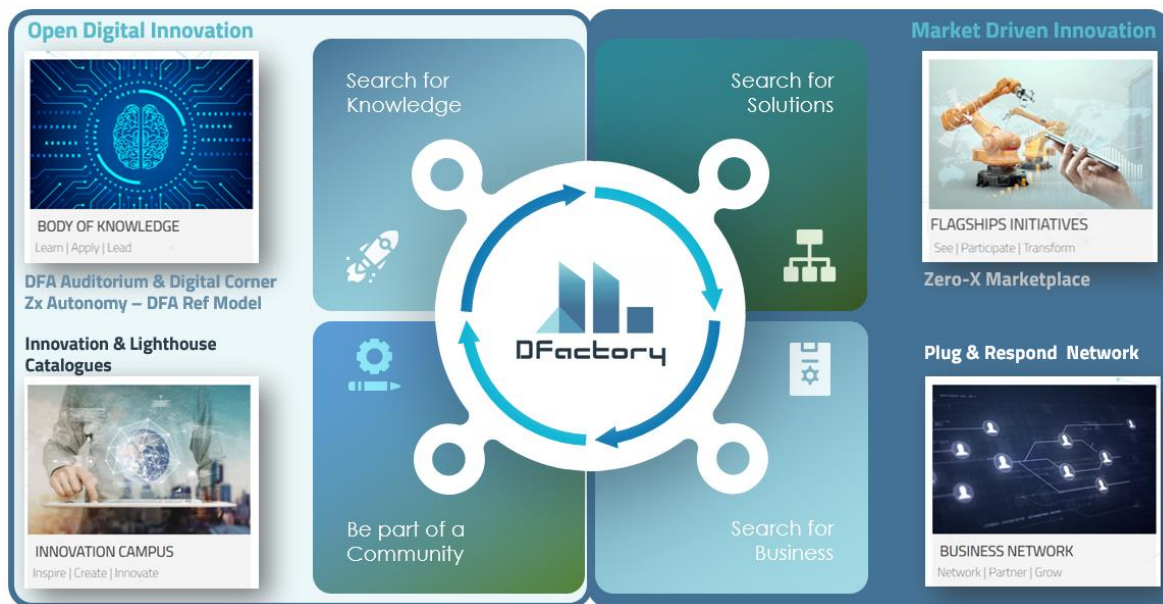 Open Digital Innovation
BODY OF KNOWLEDGE
Learn | Apply | Lead
DFA Auditorium & Digital Corner
Zx Autonomy – DFA Ref Model
Innovation & Lighthouse
Catalogues
INNOVATION CAMPUS
Inspire | Create | Innovate
Search for
Knowledge
Be part of a
Community
DFactory
Search for
Solutions
Search for
Business
Market Driven Innovation
FLAGSHIPS INITIATIVES
See | Participate | Transform
Zero-X Marketplace
Plug & Respond Network
BUSINESS NETWORK
Network | Partner | Grow